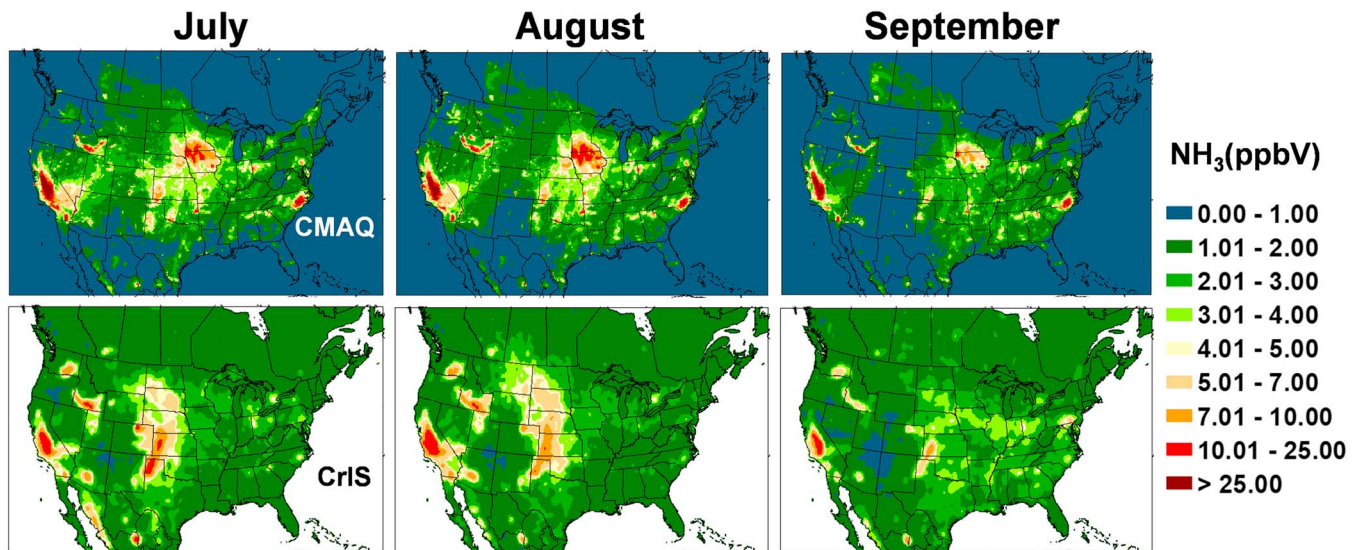 July
August
September
CMAQ
CrIS
NH₃(ppbV)
0.00 - 1.00
1.01 - 2.00
2.01 - 3.00
3.01 - 4.00
4.01 - 5.00
5.01 - 7.00
7.01 - 10.00
10.01 - 25.00
> 25.00